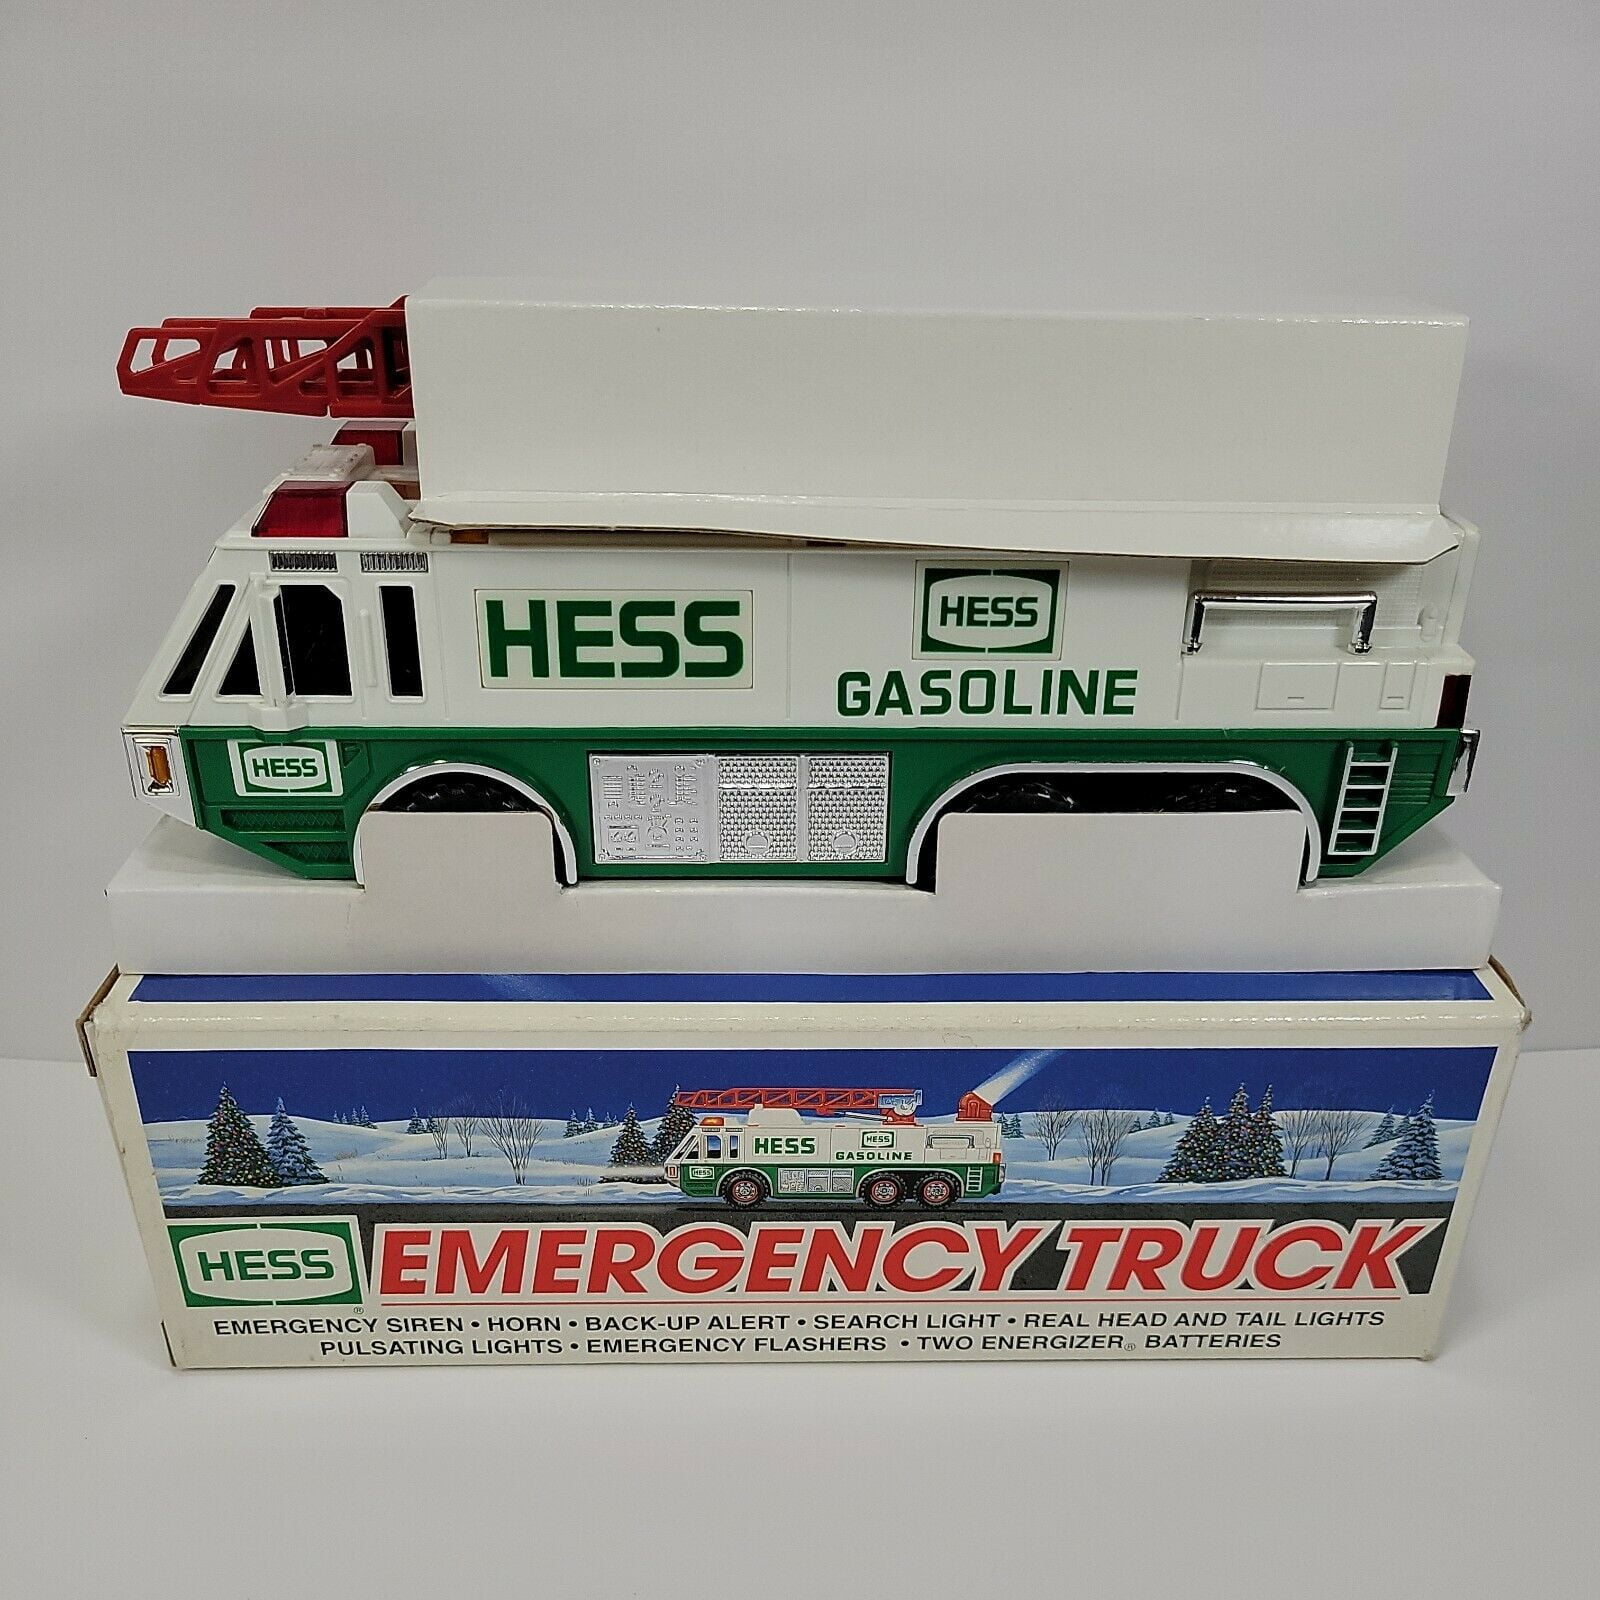 HESS
HESS
GASOLINE
HESS
HESS
HESS
GASOLINE
HESS
HESS
EMERGENCY TRUCK
EMERGENCY SIREN • HORN • BACK-UP ALERT • SEARCH LIGHT • REAL HEAD AND TAIL LIGHTS
PULSATING LIGHTS • EMERGENCY FLASHERS • TWO ENERGIZER® BATTERIES